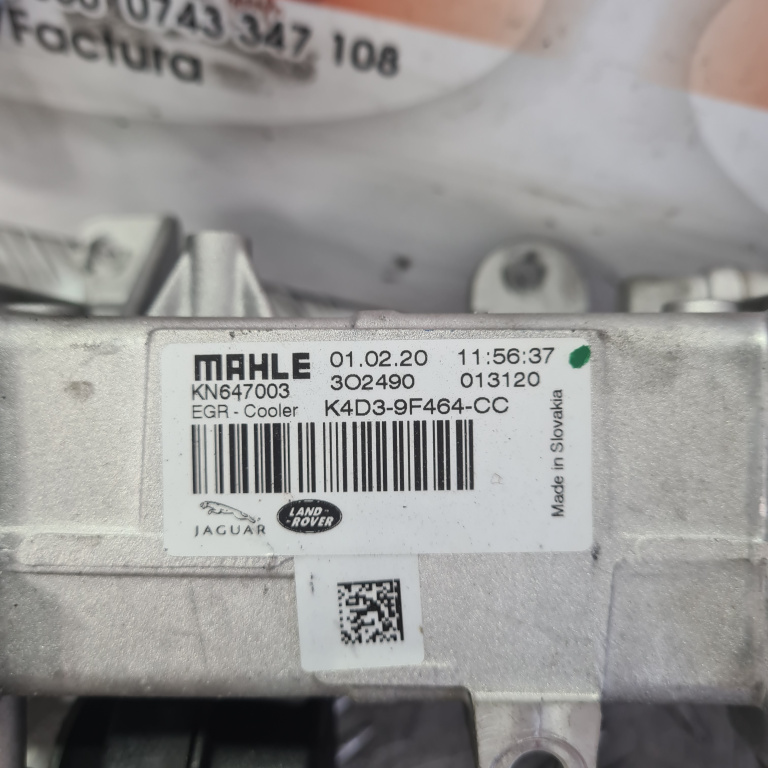 0743 347 108
/Factura
MAHLE 01.02.20 11:56:37
KN647003 302490 013120
EGR - Cooler K4D3-9F464-CC
Made in Slovakia
JAGUAR
LAND
ROVER